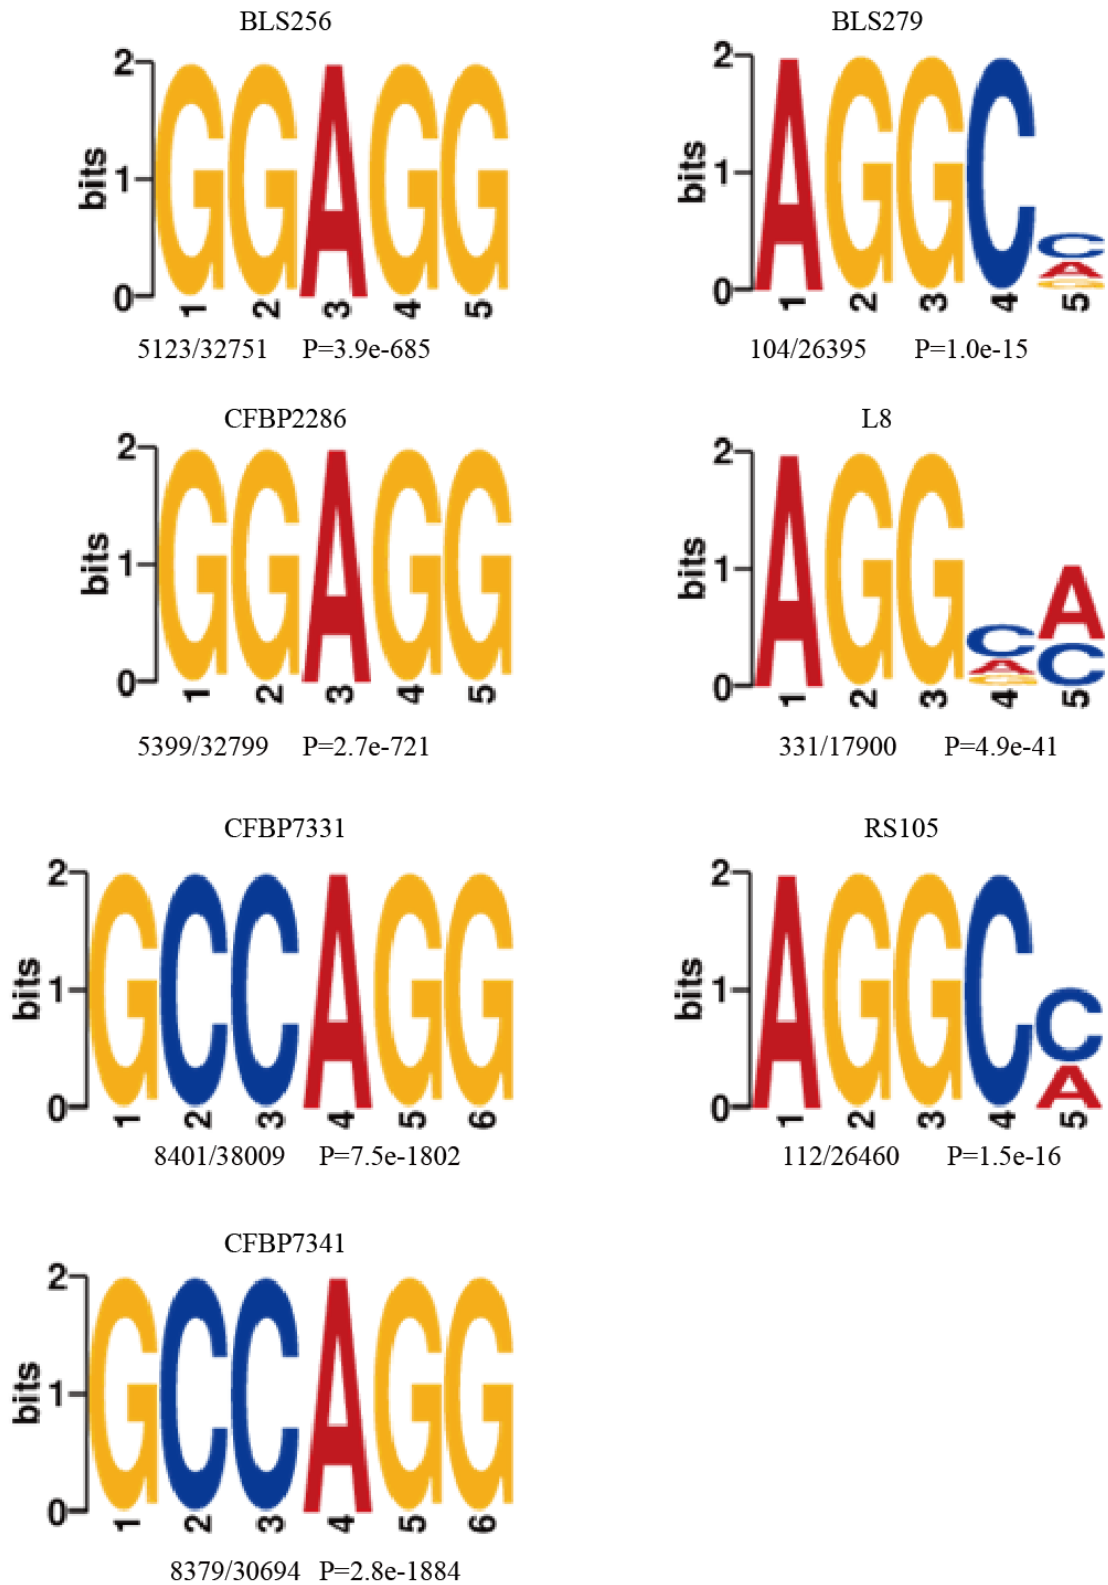 BLS256
2
1
0
bits
GGAGG
1 2 3 4 5
5123/32751 P=3.9e-685
BLS279
2
1
0
bits
AGGCC
A
G
1 2 3 4 5
104/26395 P=1.0e-15
CFBP2286
2
1
0
bits
GGAGG
1 2 3 4 5
5399/32799 P=2.7e-721
L8
2
1
0
bits
AGGCA
A C
G
1 2 3 4 5
331/17900 P=4.9e-41
CFBP7331
2
1
0
bits
GCCAGG
1 2 3 4 5 6
8401/38009 P=7.5e-1802
RS105
2
1
0
bits
AGGCC
A
1 2 3 4 5
112/26460 P=1.5e-16
CFBP7341
2
1
0
bits
GCCAGG
1 2 3 4 5 6
8379/30694 P=2.8e-1884